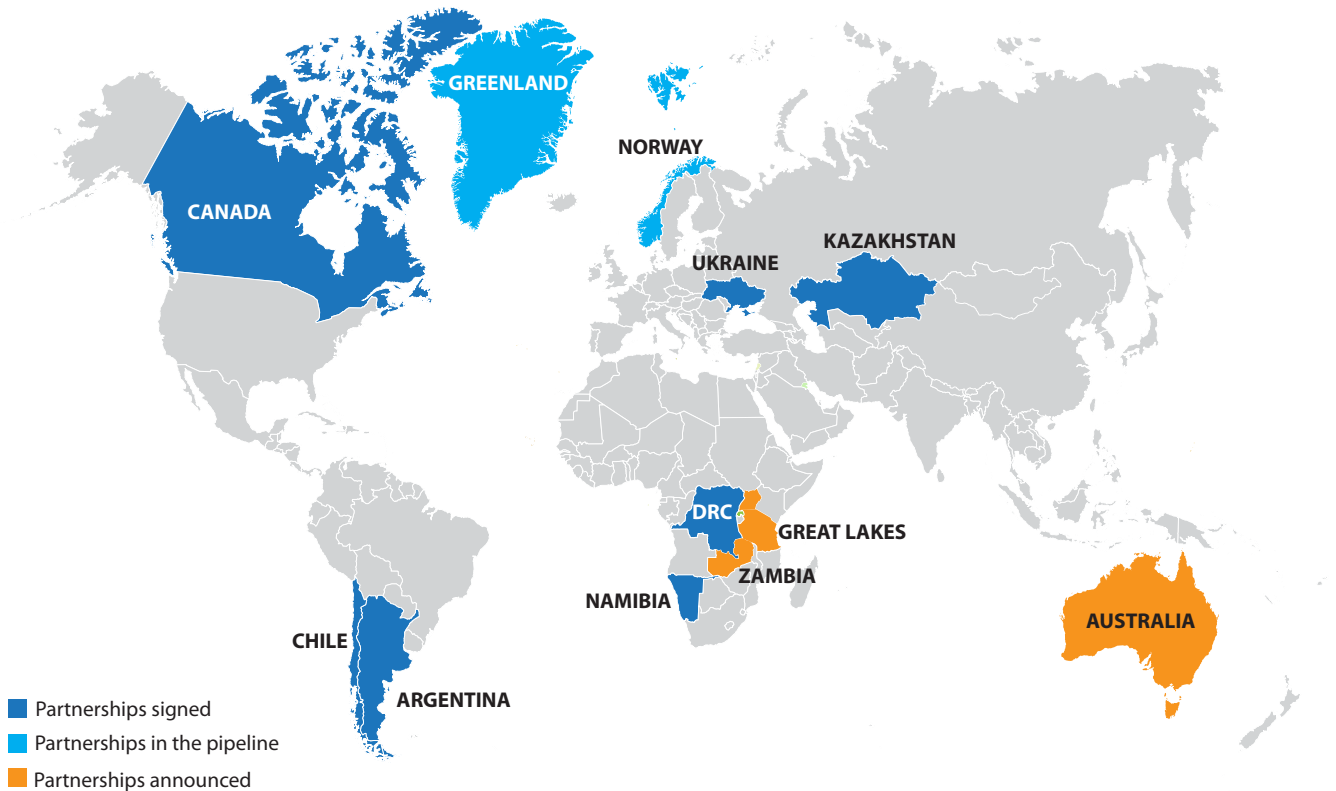 GREENLAND
NORWAY
CANADA
KAZAKHSTAN
UKRAINE
DRC
GREAT LAKES
ZAMBIA
NAMIBIA
AUSTRALIA
CHILE
ARGENTINA
Partnerships signed
Partnerships in the pipeline
Partnerships announced